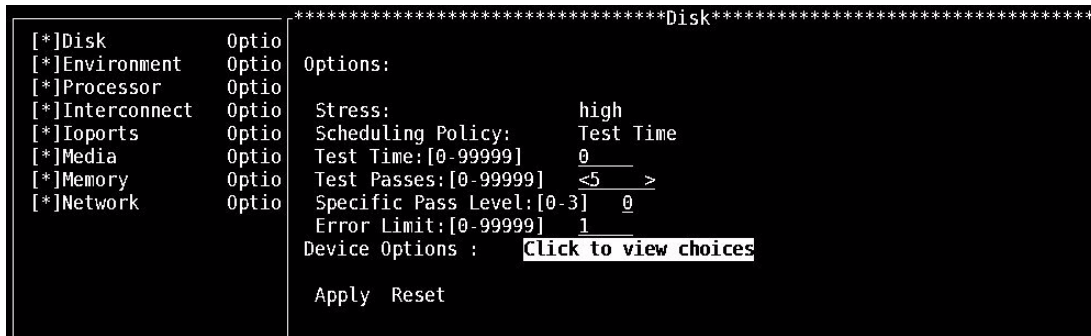 *********************************Disk***********************************
[*]Disk Optio
[*]Environment Optio Options:
[*]Processor Optio
[*]Interconnect Optio Stress: high
[*]Ioports Optio Scheduling Policy: Test Time
[*]Media Optio Test Time:[0-99999] 0
[*]Memory Optio Test Passes:[0-99999] <5 >
[*]Network Optio Specific Pass Level:[0-3] 0
Error Limit:[0-99999] 1
Device Options : Click to view choices
Apply Reset